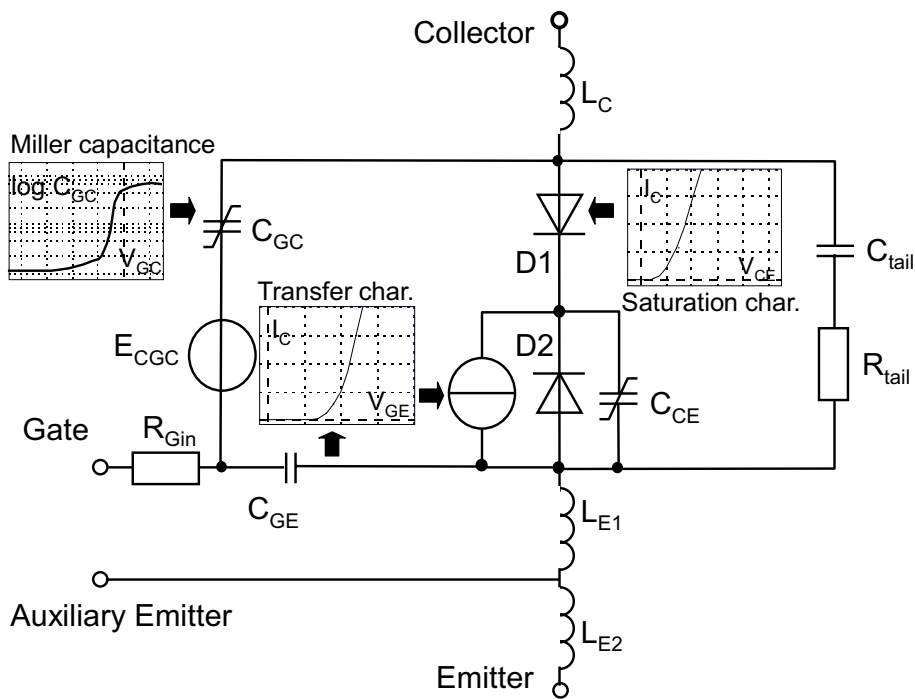 Collector
L_C
Miller capacitance
log C_GC
V_GC
C_GC
I_C
V_CE
D1
Saturation char.
C_tail
Transfer char.
I_C
V_GE
E_CGC
D2
C_CE
R_tail
Gate
R_Gin
C_GE
L_E1
Auxiliary Emitter
L_E2
Emitter